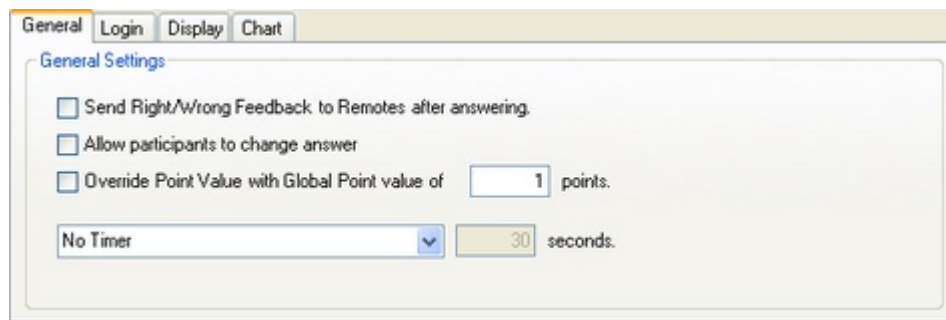 General Login Display Chart
General Settings
Send Right/Wrong Feedback to Remotes after answering.
Allow participants to change answer
Override Point Value with Global Point value of 1 points.
No Timer 30 seconds.